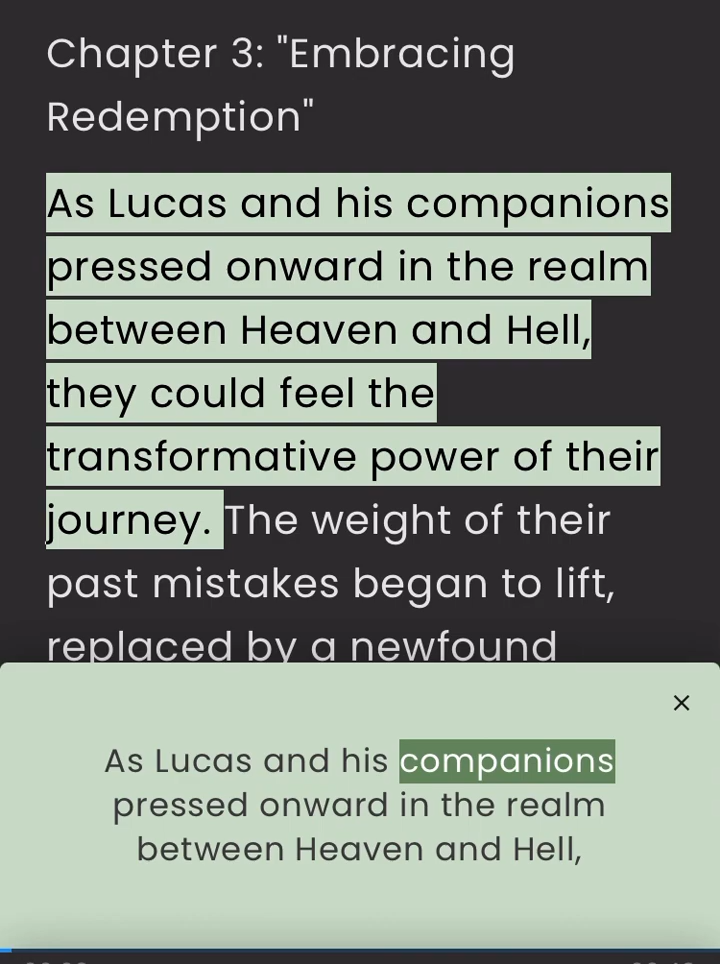 Chapter 3: "Embracing
Redemption"
As Lucas and his companions
pressed onward in the realm
between Heaven and Hell,
they could feel the
transformative power of their
journey. The weight of their
past mistakes began to lift,
replaced by a newfound
As Lucas and his companions
pressed onward in the realm
between Heaven and Hell,